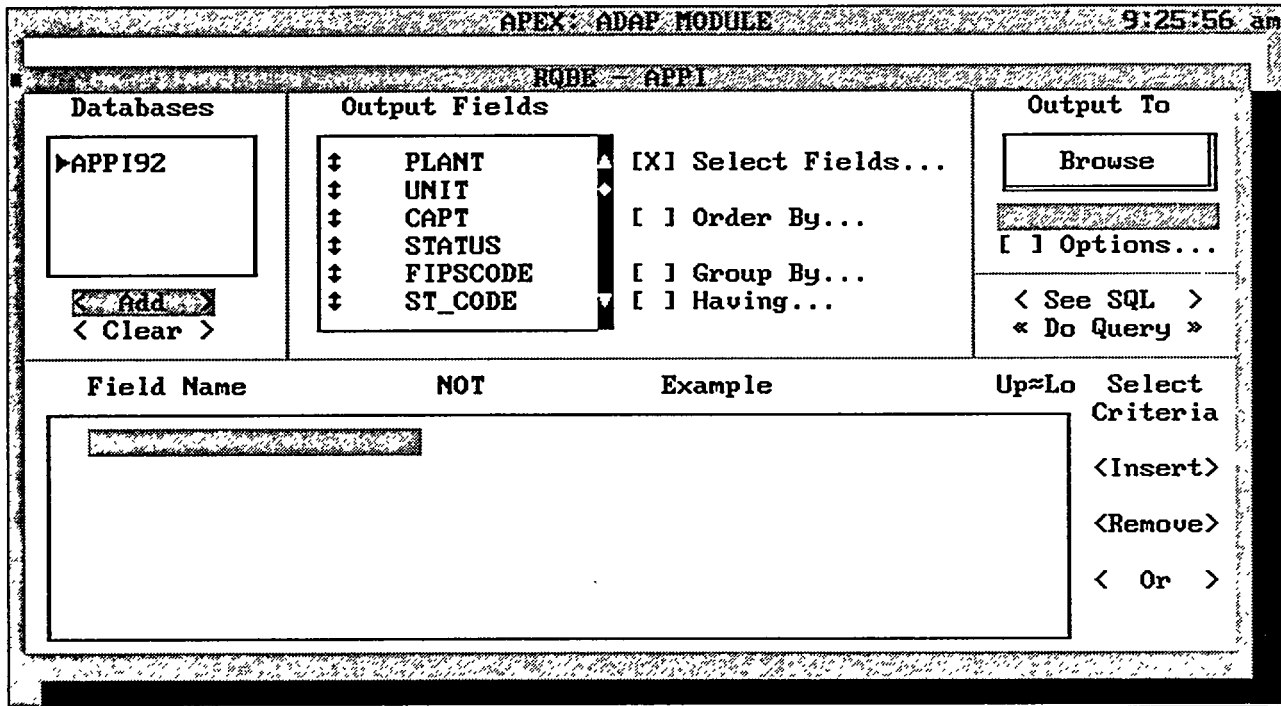 APEX: ADAP MODULE 9:25:56 am
RQBE — APPI
Databases
▶APPI92
< Add >
< Clear >
Output Fields
↕ PLANT
↕ UNIT
↕ CAPT
↕ STATUS
↕ FIPSCODE
↕ ST_CODE
[X] Select Fields...
[ ] Order By...
[ ] Group By...
[ ] Having...
Output To
Browse
[ ] Options...
< See SQL >
« Do Query »
Field Name NOT Example Up≈Lo Select
Criteria
<Insert>
<Remove>
< Or >